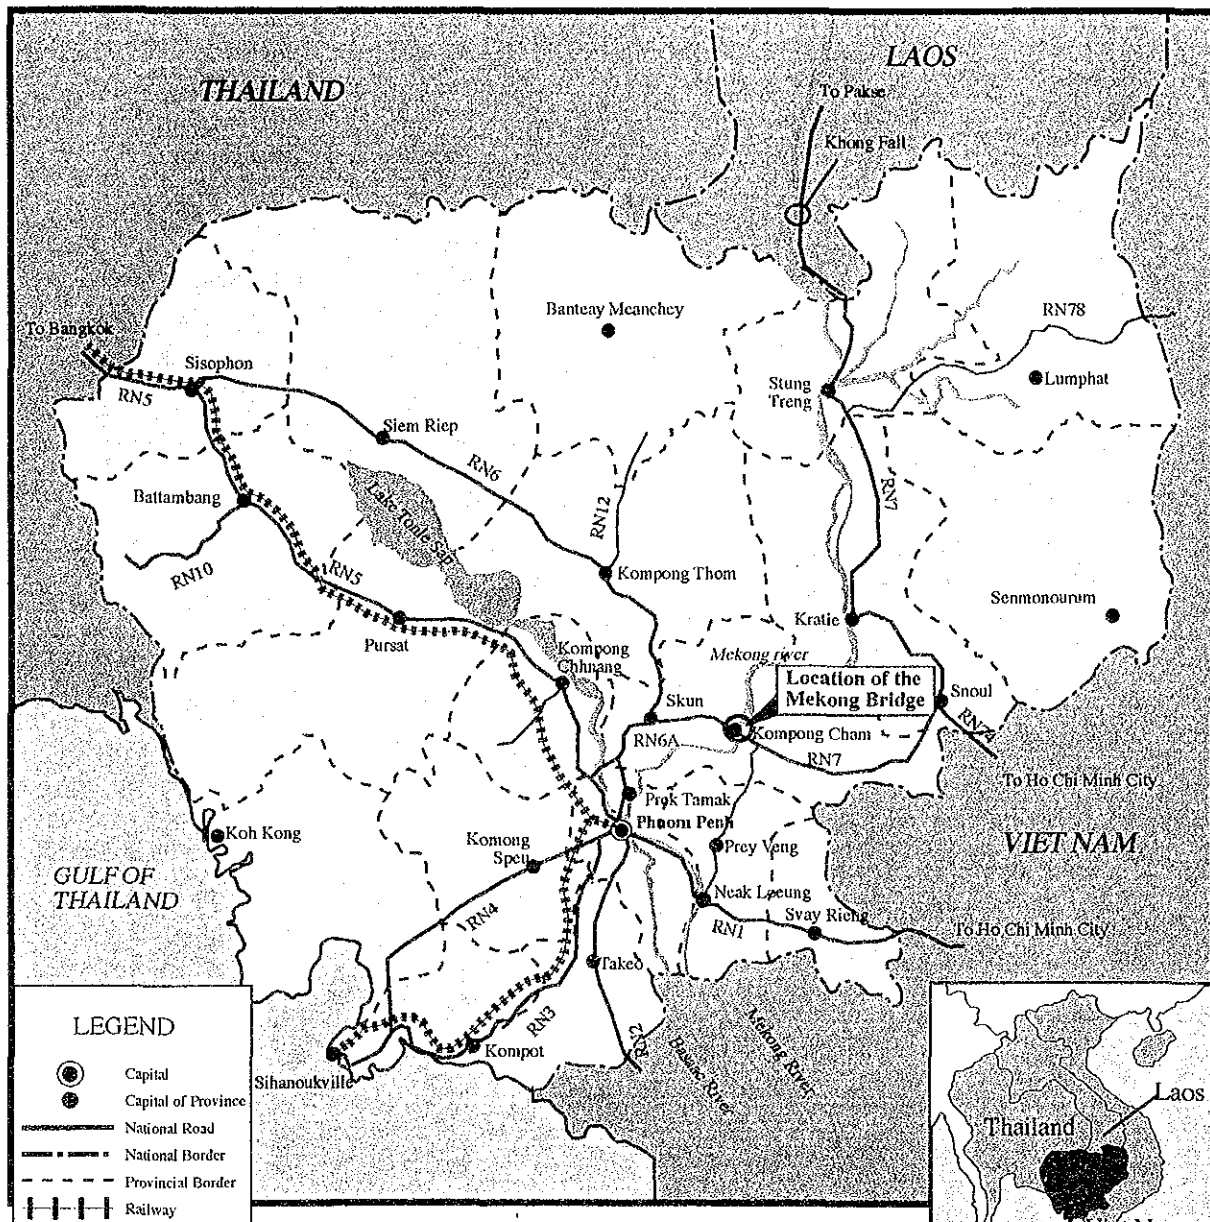 LAOS
THAILAND
To Pakse
Khong Fall
Banteay Meanchey
RN78
To Bangkok
Sisophon
RN5
Stung
Treng
Lumphat
Siem Riep
RN6
RN7
Battambang
Lake Tonle Sap
RN12
RN10
RN5
Kompong Thom
Kratie
Senmonourum
Pursat
Kompong
Chhnang
Mekong river
Location of the
Mekong Bridge
Skun
Snoul
RN6A
Kompong Cham
RN7
RN74
To Ho Chi Minh City
Prek Tamak
Phnom Penh
Koh Kong
Komong
Speu
Prey Veng
VIET NAM
GULF OF
THAILAND
RN4
Neak Loeung
RN1
Svay Rieng
To Ho Chi Minh City
Takeo
RN3
RN2
Kompot
Sihanoukville
Bassac River
Mekong River
LEGEND
Capital
Capital of Province
National Road
National Border
Provincial Border
Railway
Laos
Thailand